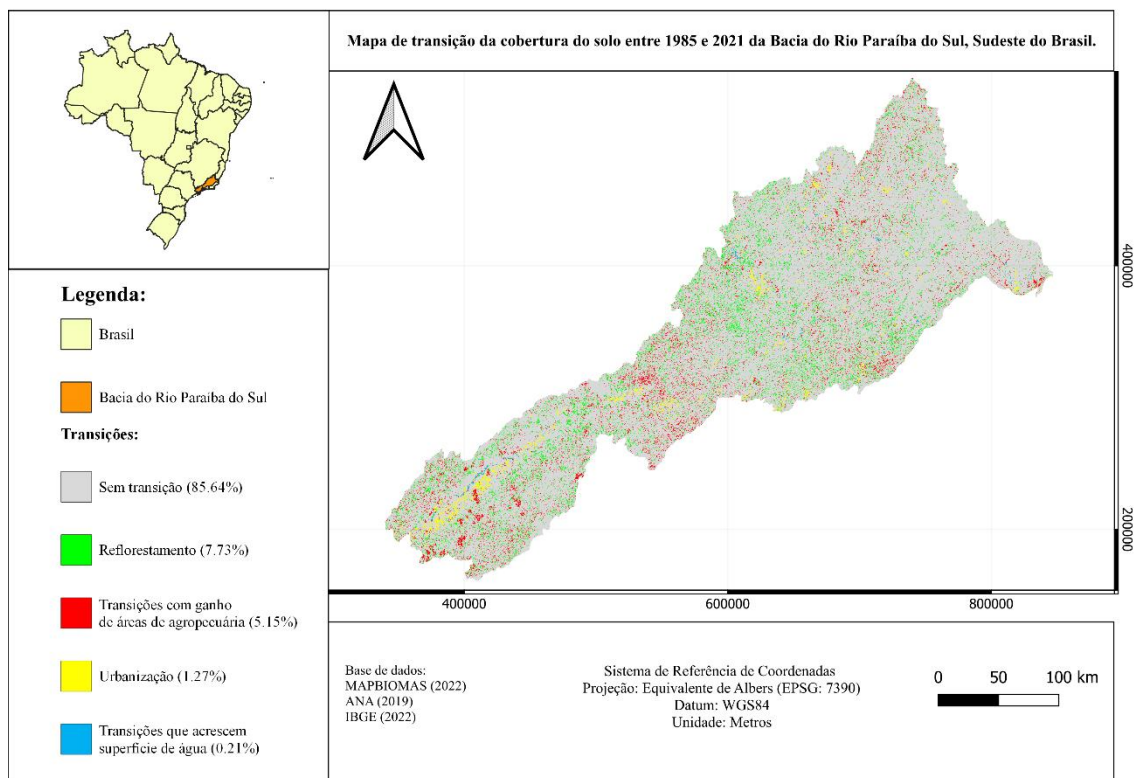 Mapa de transição da cobertura do solo entre 1985 e 2021 da Bacia do Rio Paraíba do Sul, Sudeste do Brasil.
Legenda:
Brasil
Bacia do Rio Paraíba do Sul
Transições:
Sem transição (85.64%)
Reflorestamento (7.73%)
Transições com ganho
de áreas de agropecuária (5.15%)
Urbanização (1.27%)
Transições que acrescem
superfície de água (0.21%)
400000
200000
400000
600000
800000
Base de dados:
MAPBIOMAS (2022)
ANA (2019)
IBGE (2022)
Sistema de Referência de Coordenadas
Projeção: Equivalente de Albers (EPSG: 7390)
Datum: WGS84
Unidade: Metros
0 50 100 km